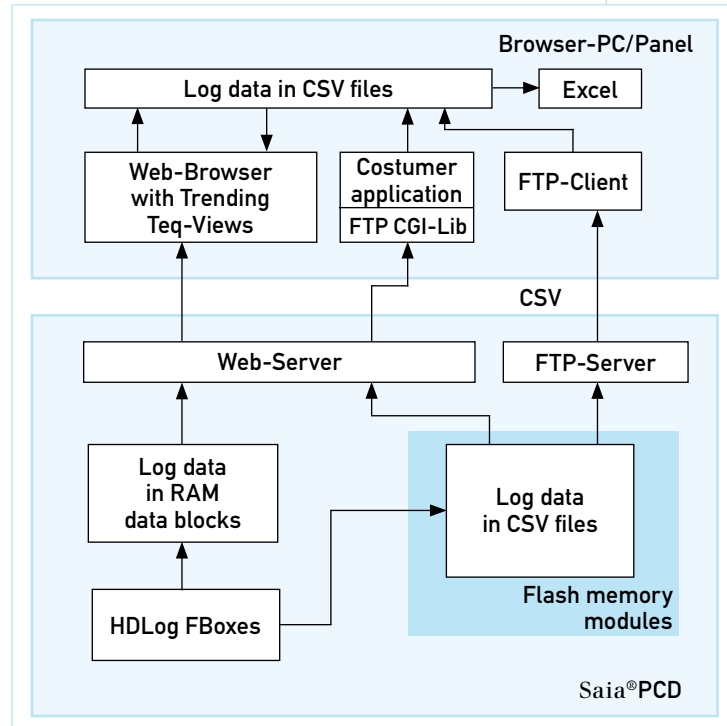 Browser-PC/Panel
Log data in CSV files
Excel
Web-Browser
with Trending
Teq-Views
Costumer
application
FTP CGI-Lib
FTP-Client
CSV
Web-Server
FTP-Server
Log data
in RAM
data blocks
Log data
in CSV files
HDLog FBoxes
Flash memory
modules
Saia®PCD